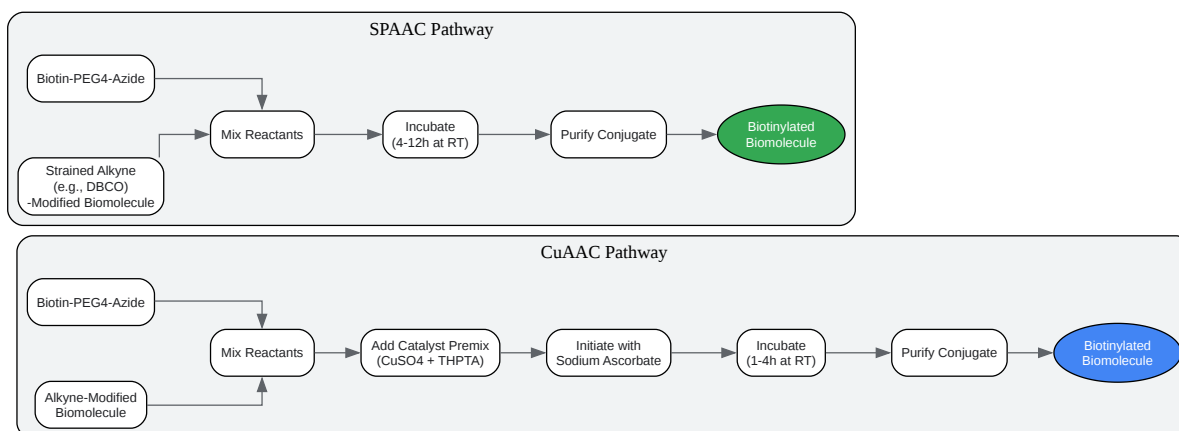 SPAAC Pathway
Biotin-PEG4-Azide
Mix Reactants
Incubate
(4-12h at RT)
Purify Conjugate
Biotinylated
Biomolecule
Strained Alkyne
(e.g., DBCO)
-Modified Biomolecule
CuAAC Pathway
Biotin-PEG4-Azide
Mix Reactants
Add Catalyst Premix
(CuSO4 + THPTA)
Initiate with
Sodium Ascorbate
Incubate
(1-4h at RT)
Purify Conjugate
Biotinylated
Biomolecule
Alkyne-Modified
Biomolecule